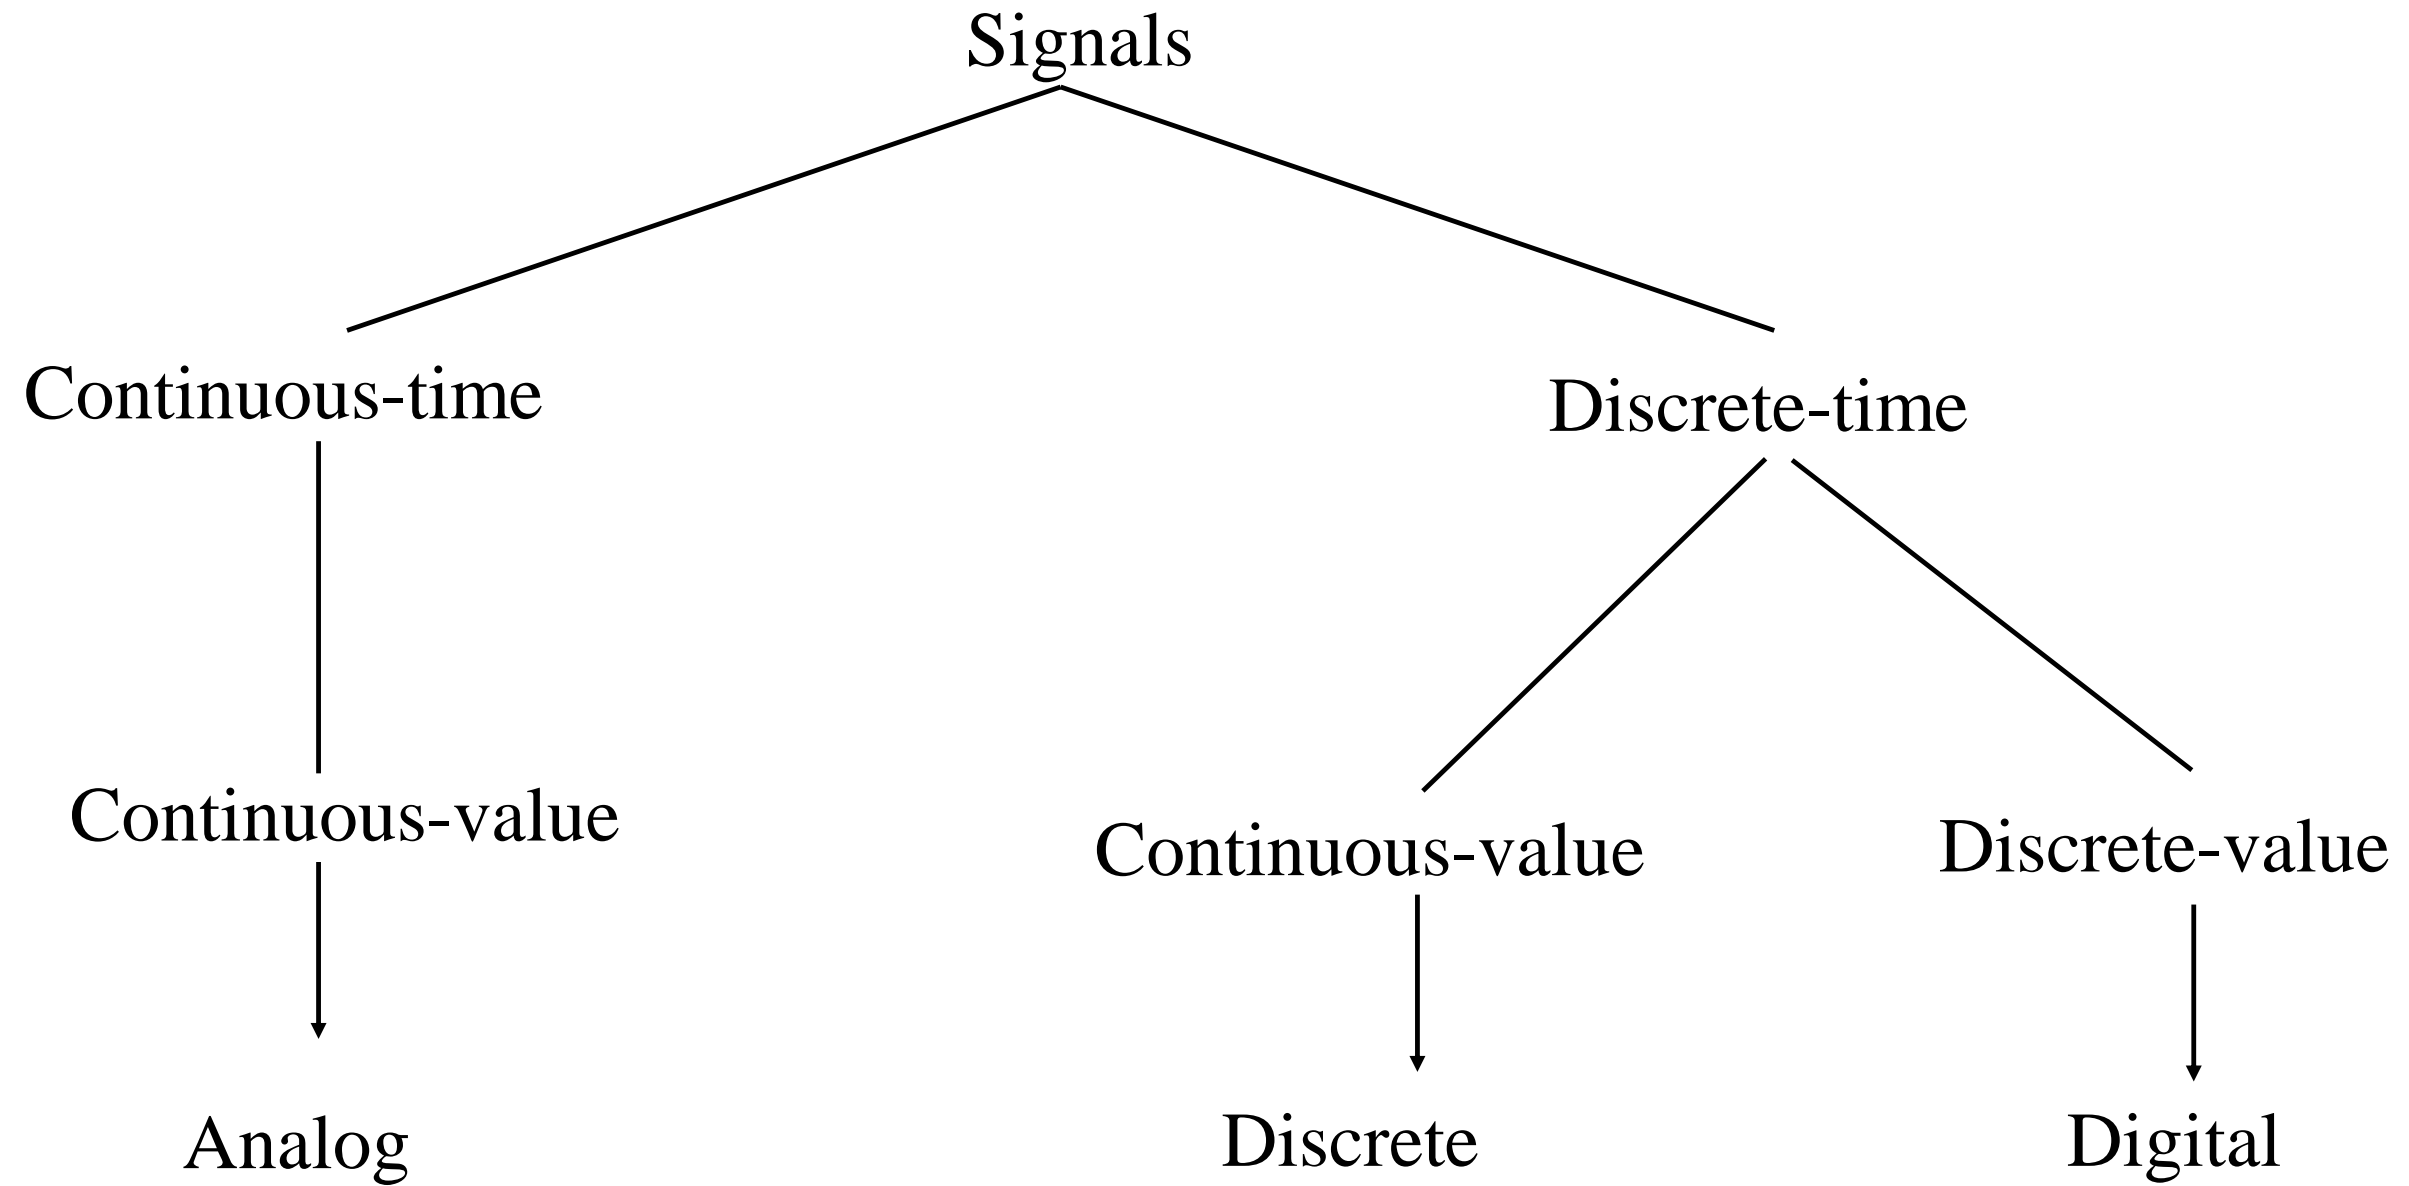 Signals
Continuous-time
Discrete-time
Continuous-value
Continuous-value
Discrete-value
Analog
Discrete
Digital